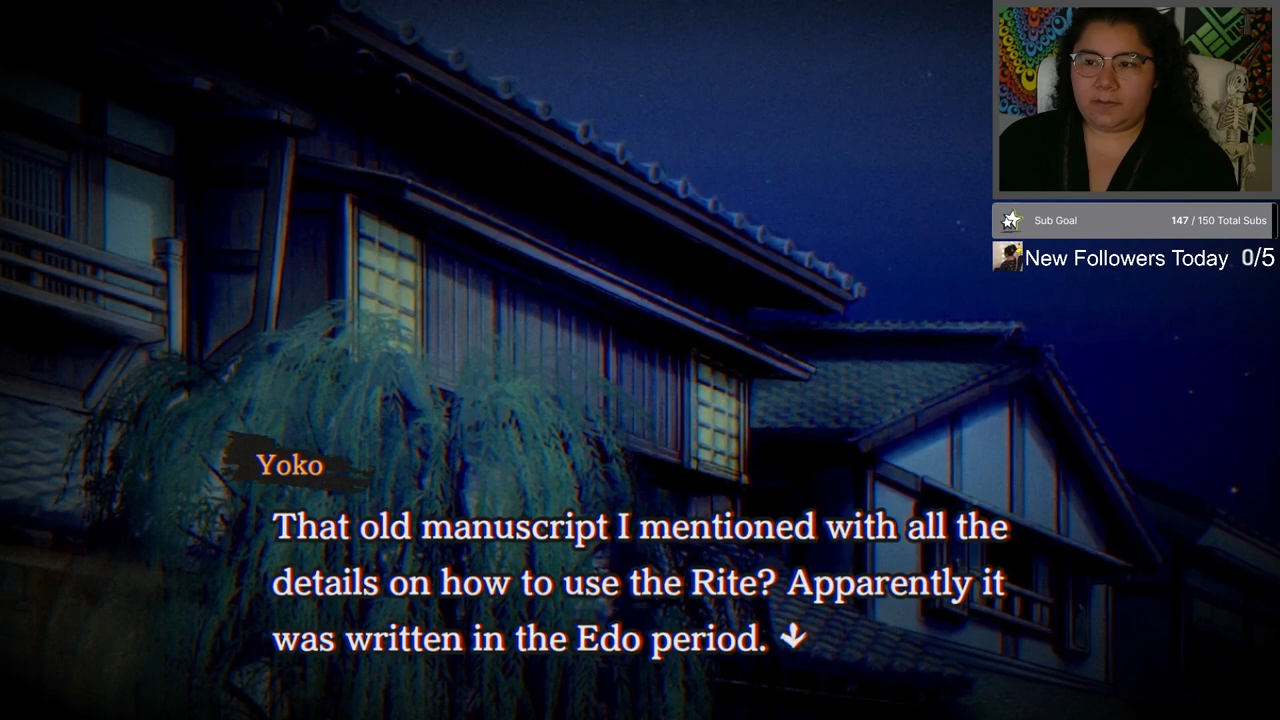 Sub Goal 147 / 150 Total Subs
New Followers Today 0/5
Yoko
That old manuscript I mentioned with all the
details on how to use the Rite? Apparently it
was written in the Edo period.